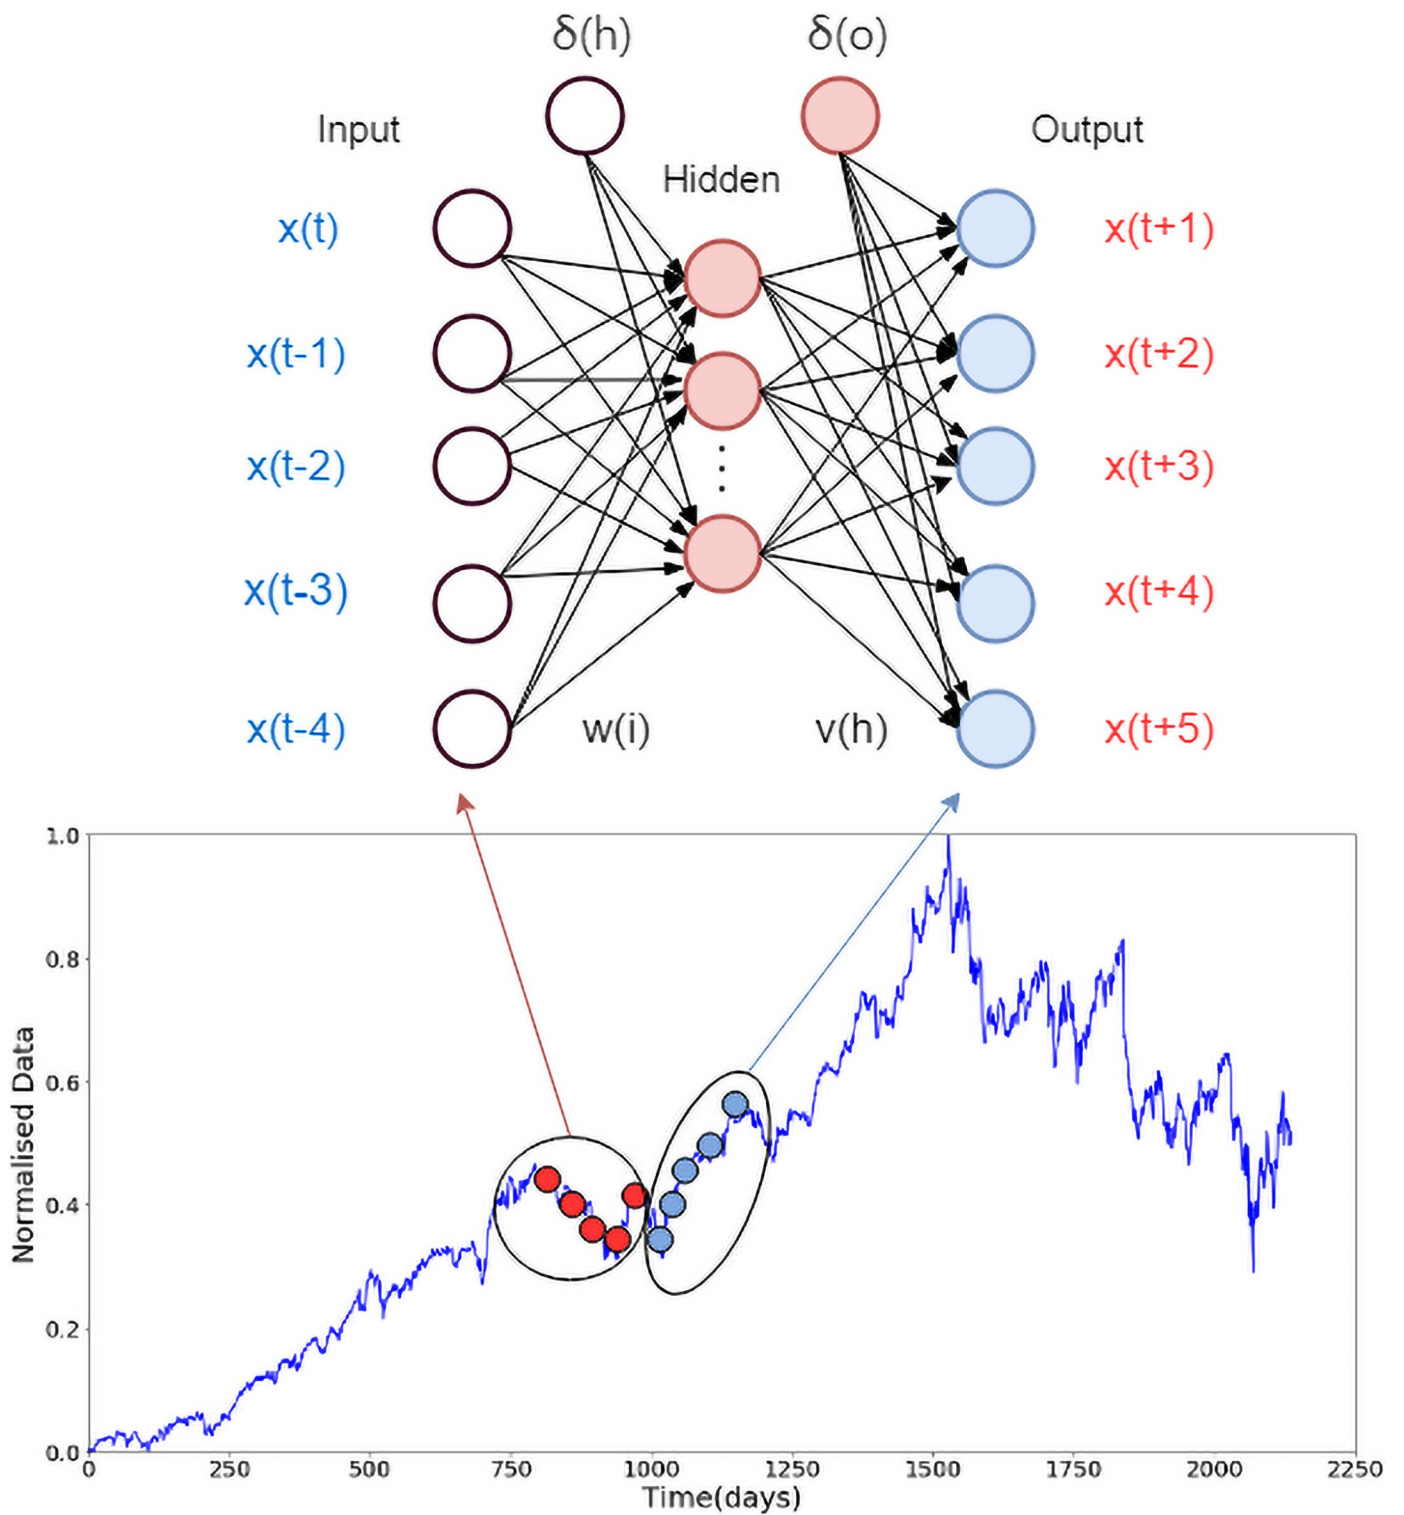 δ(h) δ(o)
Input Output
Hidden
x(t) x(t+1)
x(t-1) x(t+2)
x(t-2) x(t+3)
x(t-3) x(t+4)
x(t-4) w(i) v(h) x(t+5)
1.0
0.8
0.6
0.4
0.2
0.0
Normalised Data
0 250 500 750 1000 1250 1500 1750 2000 2250
Time(days)